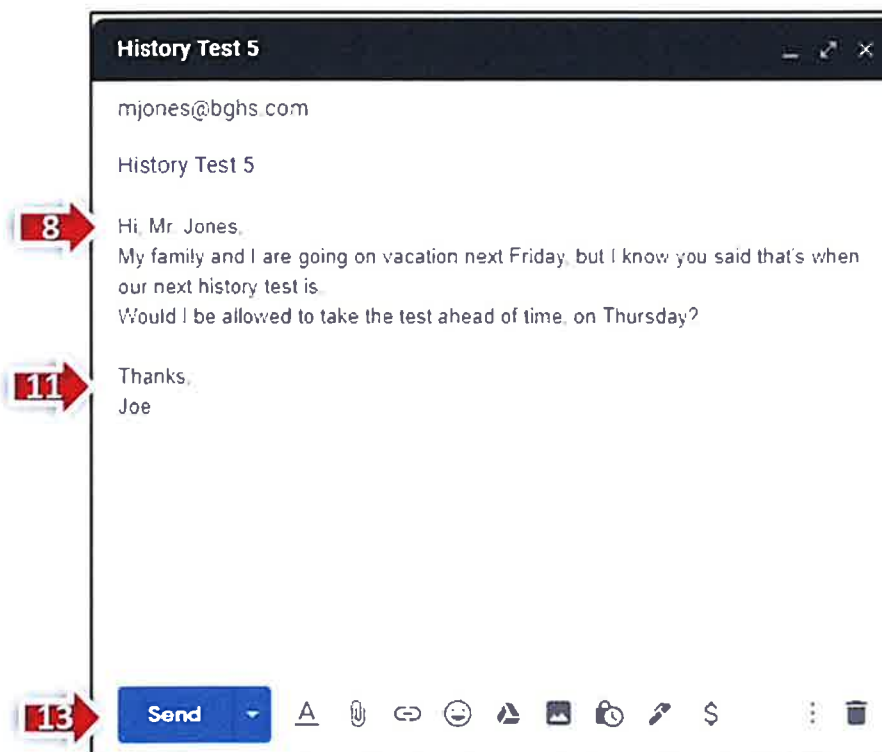 History Test 5
mjones@bghs.com
History Test 5
8
Hi, Mr. Jones,
My family and I are going on vacation next Friday, but I know you said that's when
our next history test is.
Would I be allowed to take the test ahead of time, on Thursday?
11
Thanks,
Joe
13
Send
A
$